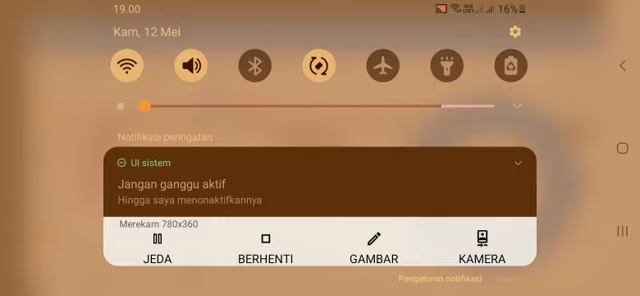 19.00
16%
Kam, 12 Mei
Notifikasi peringatan
UI sistem
Jangan ganggu aktif
Hingga saya menonaktifkannya
Merekam 780x360
JEDA
BERHENTI
GAMBAR
KAMERA
Pengaturan notifikasi